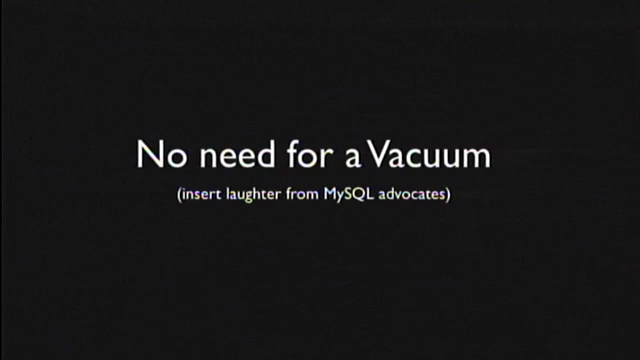 No need for a Vacuum
(insert laughter from MySQL advocates)